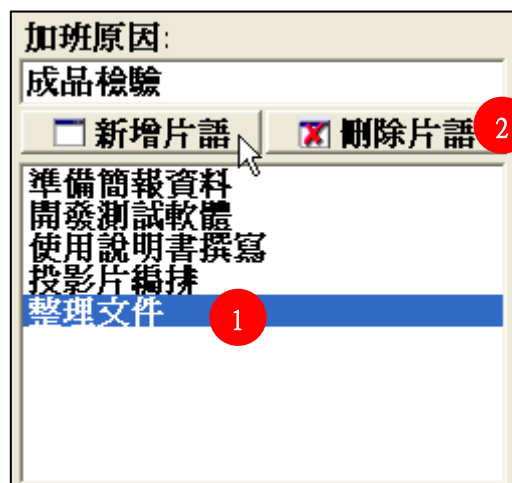 加班原因:
成品檢驗
新增片語 刪除片語 2
準備簡報資料
開發測試軟體
使用說明書撰寫
投影片編排
整理文件 1